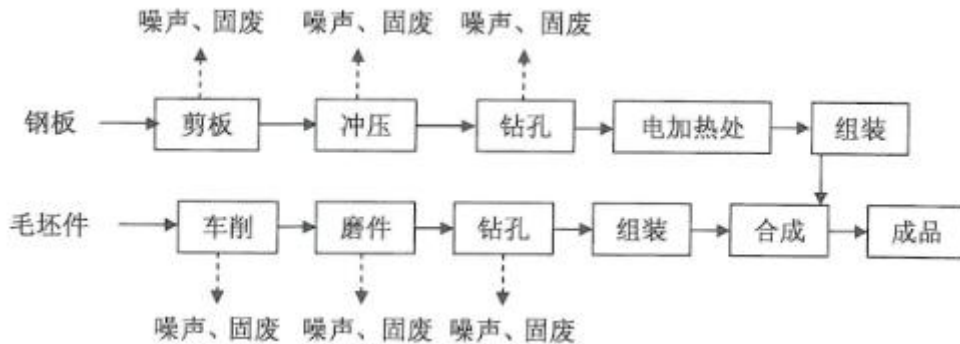 噪声、固废 噪声、固废 噪声、固废
钢板 剪板 冲压 钻孔 电加热处 组装
毛坯件 车削 磨件 钻孔 组装 合成 成品
噪声、固废 噪声、固废 噪声、固废